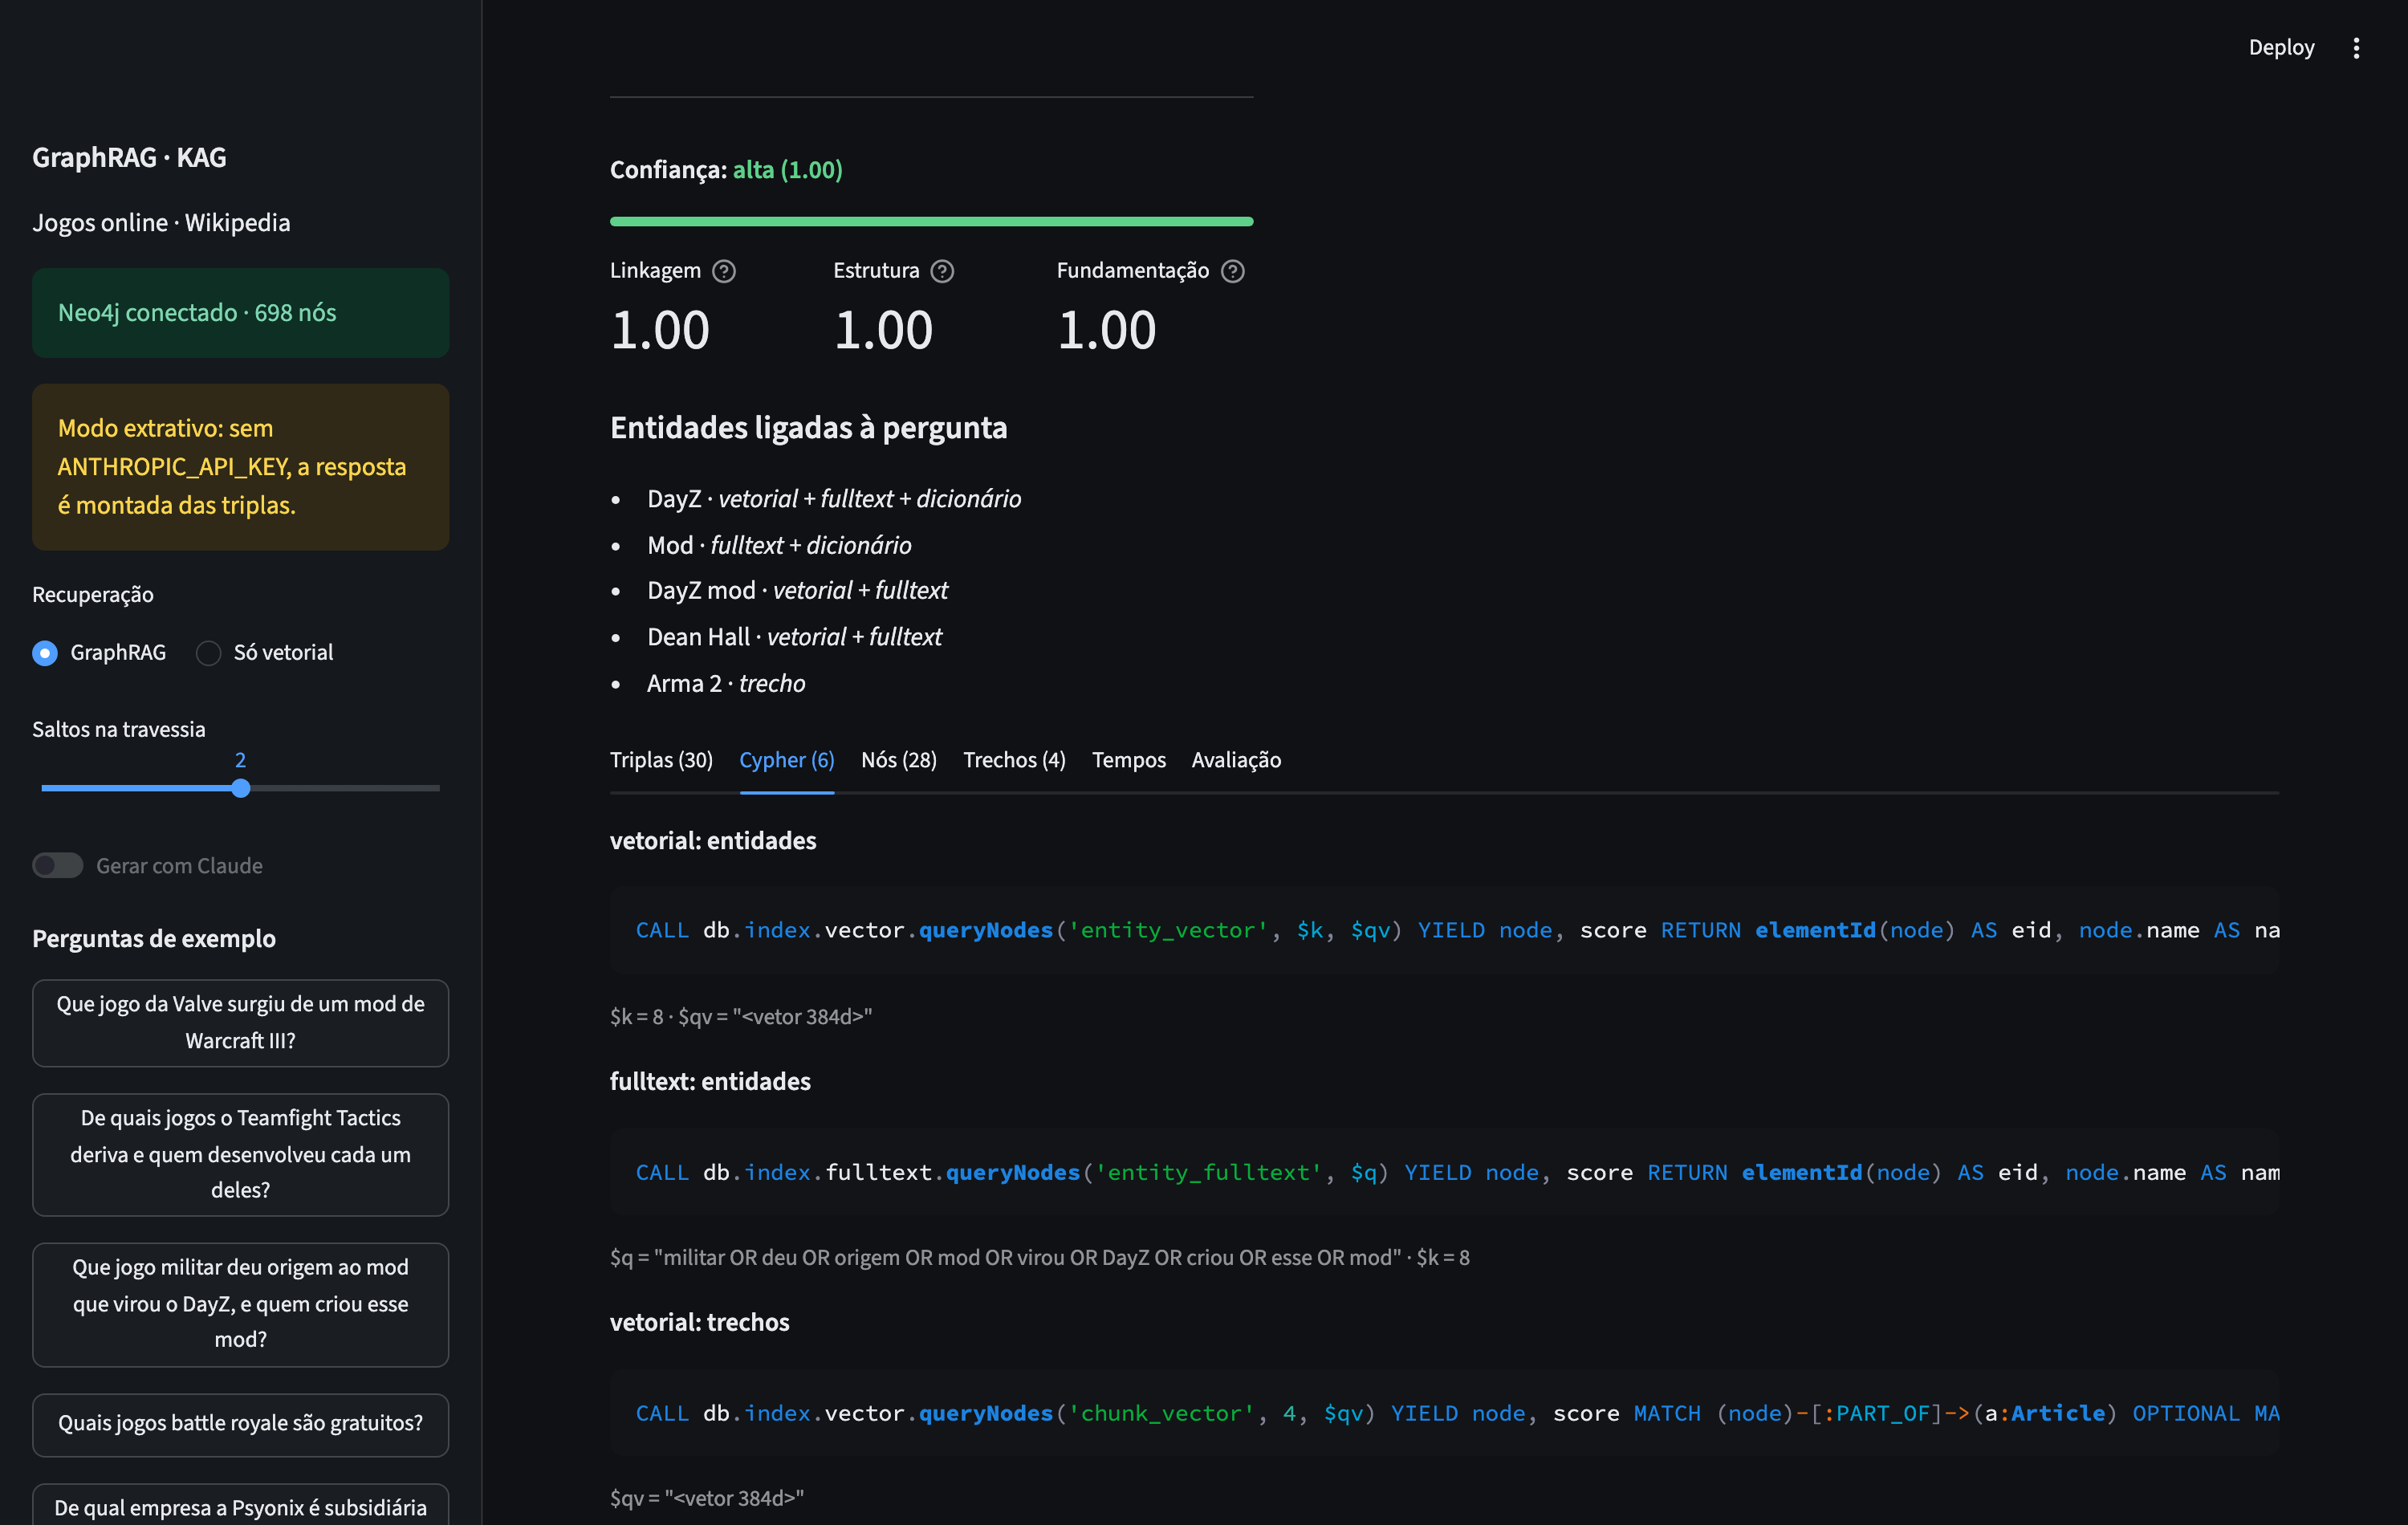 Deploy
GraphRAG · KAG
Jogos online · Wikipedia
Neo4j conectado · 698 nós
Modo extrativo: sem
ANTHROPIC_API_KEY, a resposta
é montada das triplas.
Recuperação
GraphRAG
Só vetorial
Saltos na travessia
2
Gerar com Claude
Perguntas de exemplo
Que jogo da Valve surgiu de um mod de
Warcraft III?
De quais jogos o Teamfight Tactics
deriva e quem desenvolveu cada um
deles?
Que jogo militar deu origem ao mod
que virou o DayZ, e quem criou esse
mod?
Quais jogos battle royale são gratuitos?
De qual empresa a Psyonix é subsidiária
Confiança: alta (1.00)
Linkagem ?
Estrutura ?
Fundamentação ?
1.00
1.00
1.00
Entidades ligadas à pergunta
• DayZ · vetorial + fulltext + dicionário
• Mod · fulltext + dicionário
• DayZ mod · vetorial + fulltext
• Dean Hall · vetorial + fulltext
• Arma 2 · trecho
Triplas (30)
Cypher (6)
Nós (28)
Trechos (4)
Tempos
Avaliação
vetorial: entidades
CALL db.index.vector.queryNodes('entity_vector', $k, $qv) YIELD node, score RETURN elementId(node) AS eid, node.name AS na
$k = 8 · $qv = "<vetor 384d>"
fulltext: entidades
CALL db.index.fulltext.queryNodes('entity_fulltext', $q) YIELD node, score RETURN elementId(node) AS eid, node.name AS nam
$q = "militar OR deu OR origem OR mod OR virou OR DayZ OR criou OR esse OR mod" · $k = 8
vetorial: trechos
CALL db.index.vector.queryNodes('chunk_vector', 4, $qv) YIELD node, score MATCH (node)-[:PART_OF]->(a:Article) OPTIONAL MA
$qv = "<vetor 384d>"